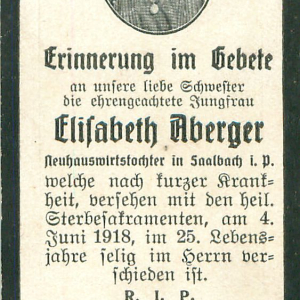 Erinnerung im Gebete
an unsere liebe Schwester
die ehrengeachtete Jungfrau
Elisabeth Aberger
Neuhauswirtstochter in Saalbach i. P.
welche nach kurzer Krank=
heit, versehen mit den heil.
Sterbesakramenten, am 4.
Juni 1918, im 25. Lebens=
jahre selig im Herrn ver=
schieden ist.
R. I. P.